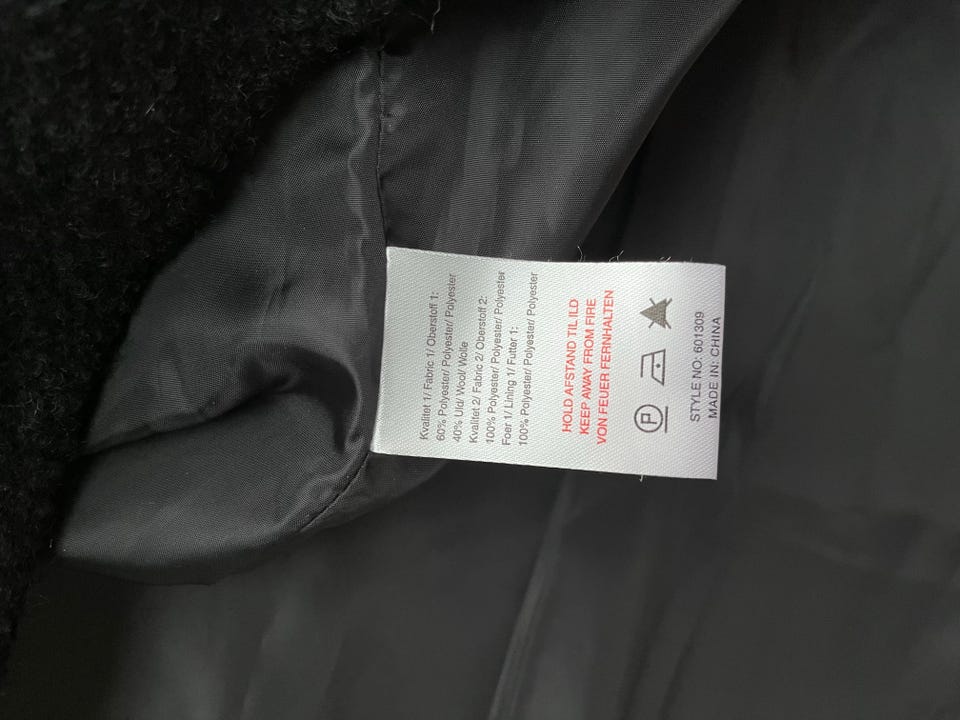 Kvalitet 1/ Fabric 1/ Oberstoff 1:
60% Polyester/ Polyester/ Polyester
40% Uld/ Wool/ Wolle
Kvalitet 2/ Fabric 2/ Oberstoff 2:
100% Polyester/ Polyester/ Polyester
Foer 1/ Lining 1/ Futter 1:
100% Polyester/ Polyester/ Polyester
HOLD AFSTAND TIL ILD
KEEP AWAY FROM FIRE
VON FEUER FERNHALTEN
P
STYLE NO: 601309
MADE IN: CHINA